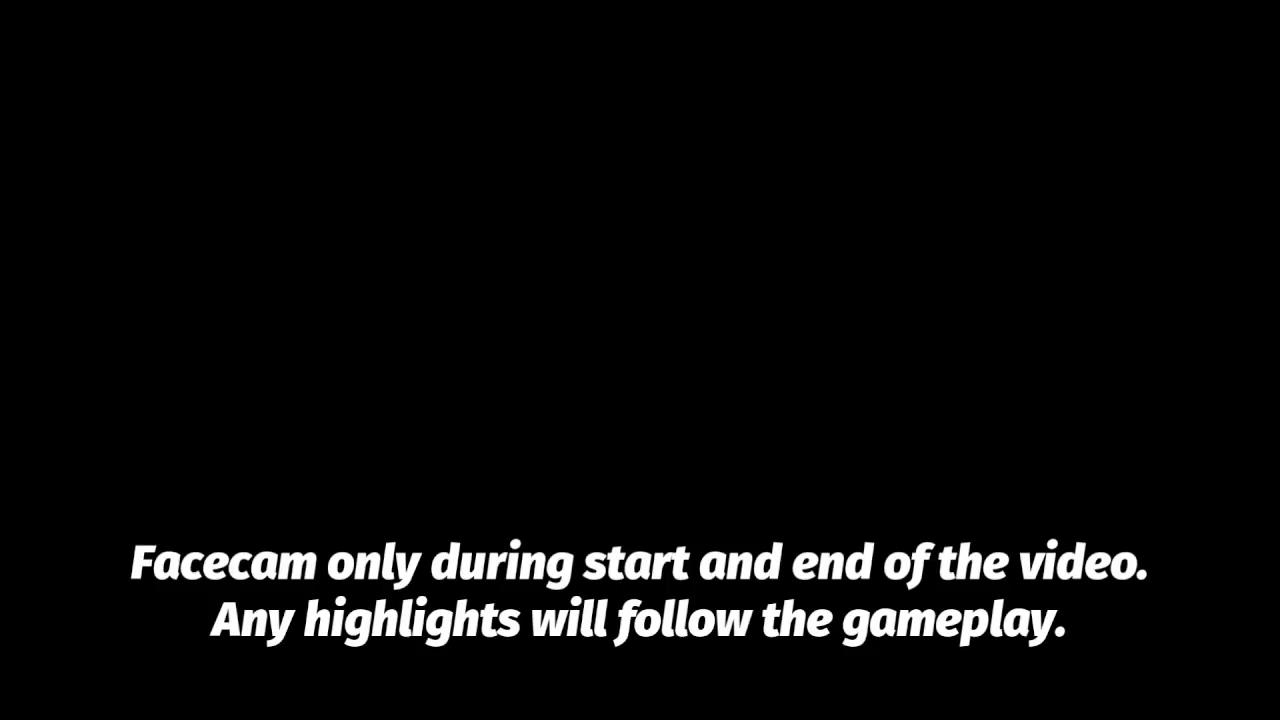 Facecam only during start and end of the video.
Any highlights will follow the gameplay.